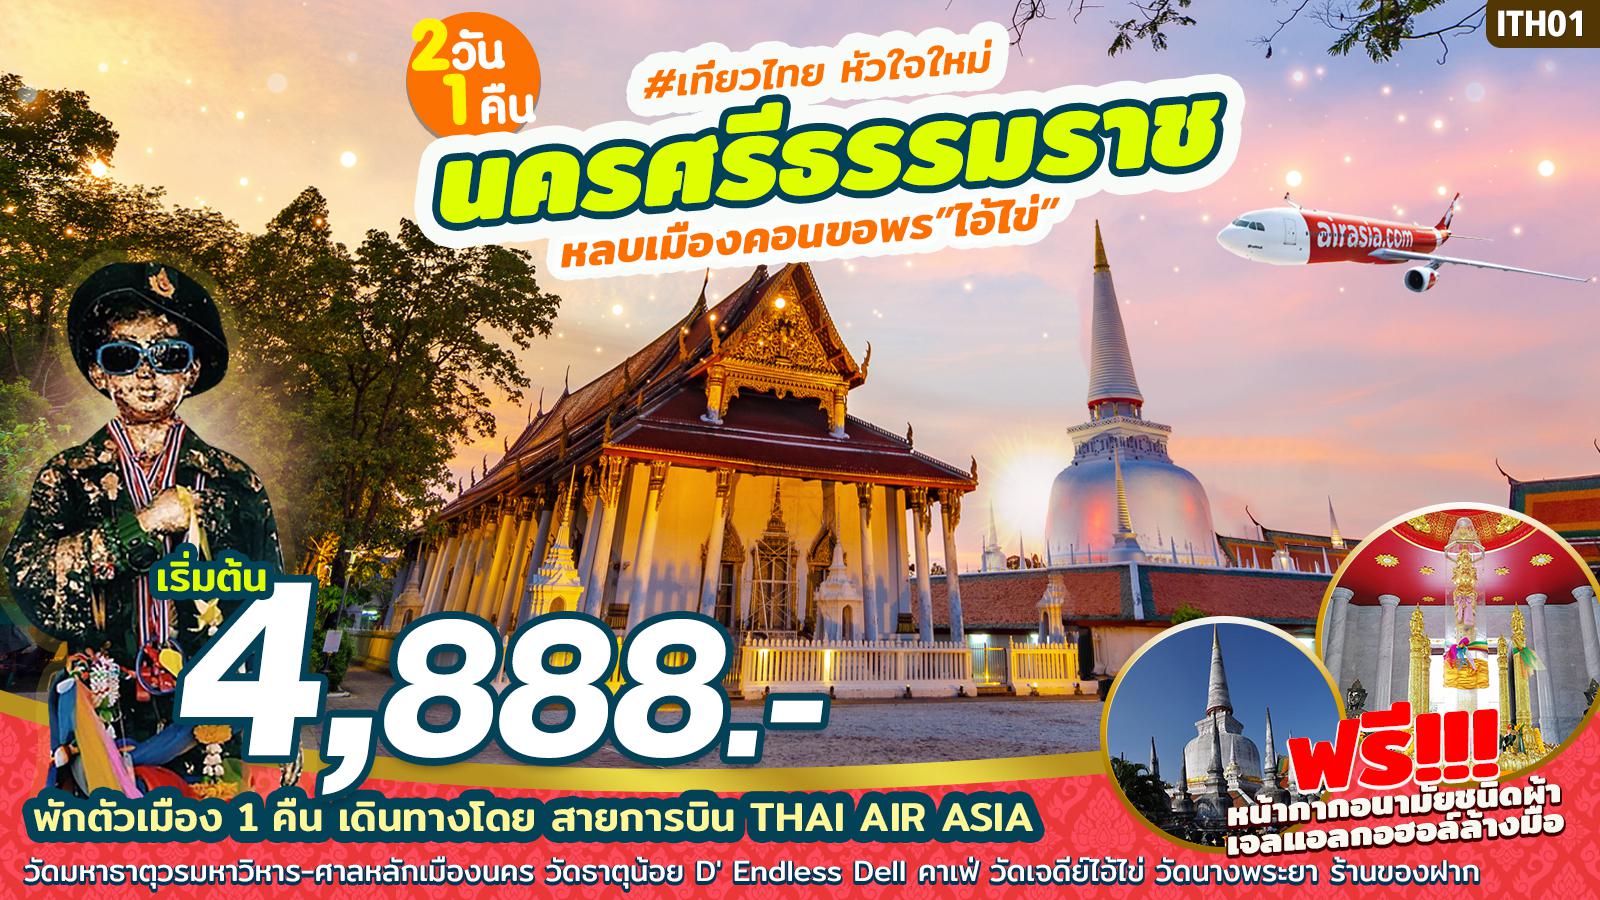 ITH01
2วัน
1 คืน
#เที่ยวไทย หัวใจใหม่
นครศรีธรรมราช
หลบเมืองคอนขอพร"ไอ้ไข่"
airasia.com
เริ่มต้น
4,888.-
ฟรี!!!
หน้ากากอนามัยชนิดผ้า
เจลแอลกอฮอล์ล้างมือ
พักตัวเมือง 1 คืน เดินทางโดย สายการบิน THAI AIR ASIA
วัดมหาธาตุวรมหาวิหาร-ศาลหลักเมืองนคร วัดธาตุน้อย D' Endless Dell คาเฟ่ วัดเจดีย์ไอ้ไข่ วัดนางพระยา ร้านของฝาก